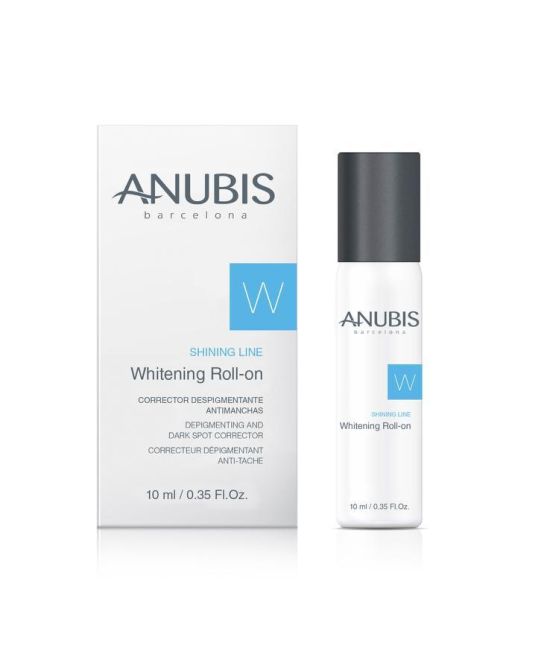 ANUBIS
barcelona
W
SHINING LINE
Whitening Roll-on
CORRECTOR DESPIGMENTANTE
ANTIMANCHAS
DEPIGMENTING AND
DARK SPOT CORRECTOR
CORRECTEUR DÉPIGMENTANT
ANTI-TACHE
10 ml / 0.35 Fl.Oz.
ANUBIS
barcelona
W
SHINING LINE
Whitening Roll-on
10 ml / 0.35 Fl.Oz.